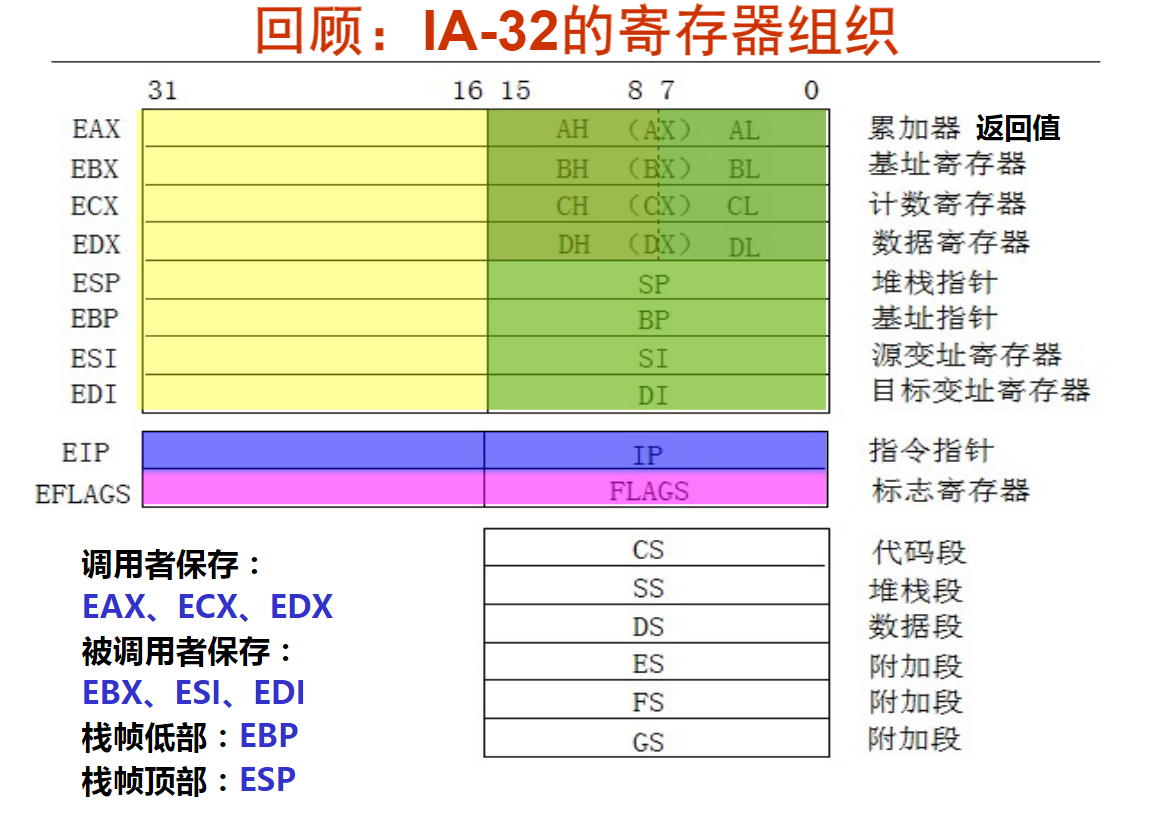 回顾：IA-32的寄存器组织
31 16 15 8 7 0
EAX AH （AX） AL 累加器 返回值
EBX BH （BX） BL 基址寄存器
ECX CH （CX） CL 计数寄存器
EDX DH （DX） DL 数据寄存器
ESP SP 堆栈指针
EBP BP 基址指针
ESI SI 源变址寄存器
EDI DI 目标变址寄存器
EIP IP 指令指针
EFLAGS FLAGS 标志寄存器
CS 代码段
SS 堆栈段
DS 数据段
ES 附加段
FS 附加段
GS 附加段
调用者保存：
EAX、ECX、EDX
被调用者保存：
EBX、ESI、EDI
栈帧低部：EBP
栈帧顶部：ESP